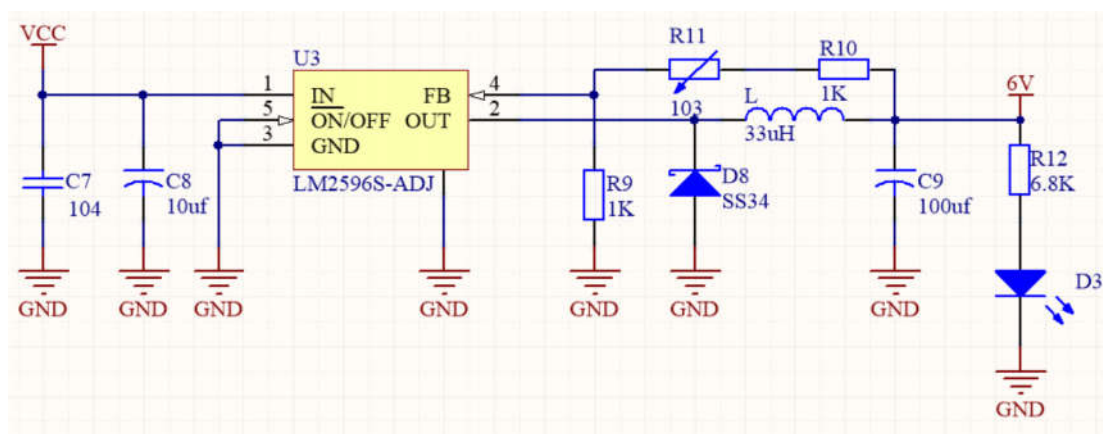 VCC
U3
1
IN
5
ON/OFF
3
GND
FB
4
OUT
2
LM2596S-ADJ
C7
104
C8
10uf
R11
103
R10
1K
L
33uH
R9
1K
D8
SS34
C9
100uf
6V
R12
6.8K
D3
GND
GND
GND
GND
GND
GND
GND
GND